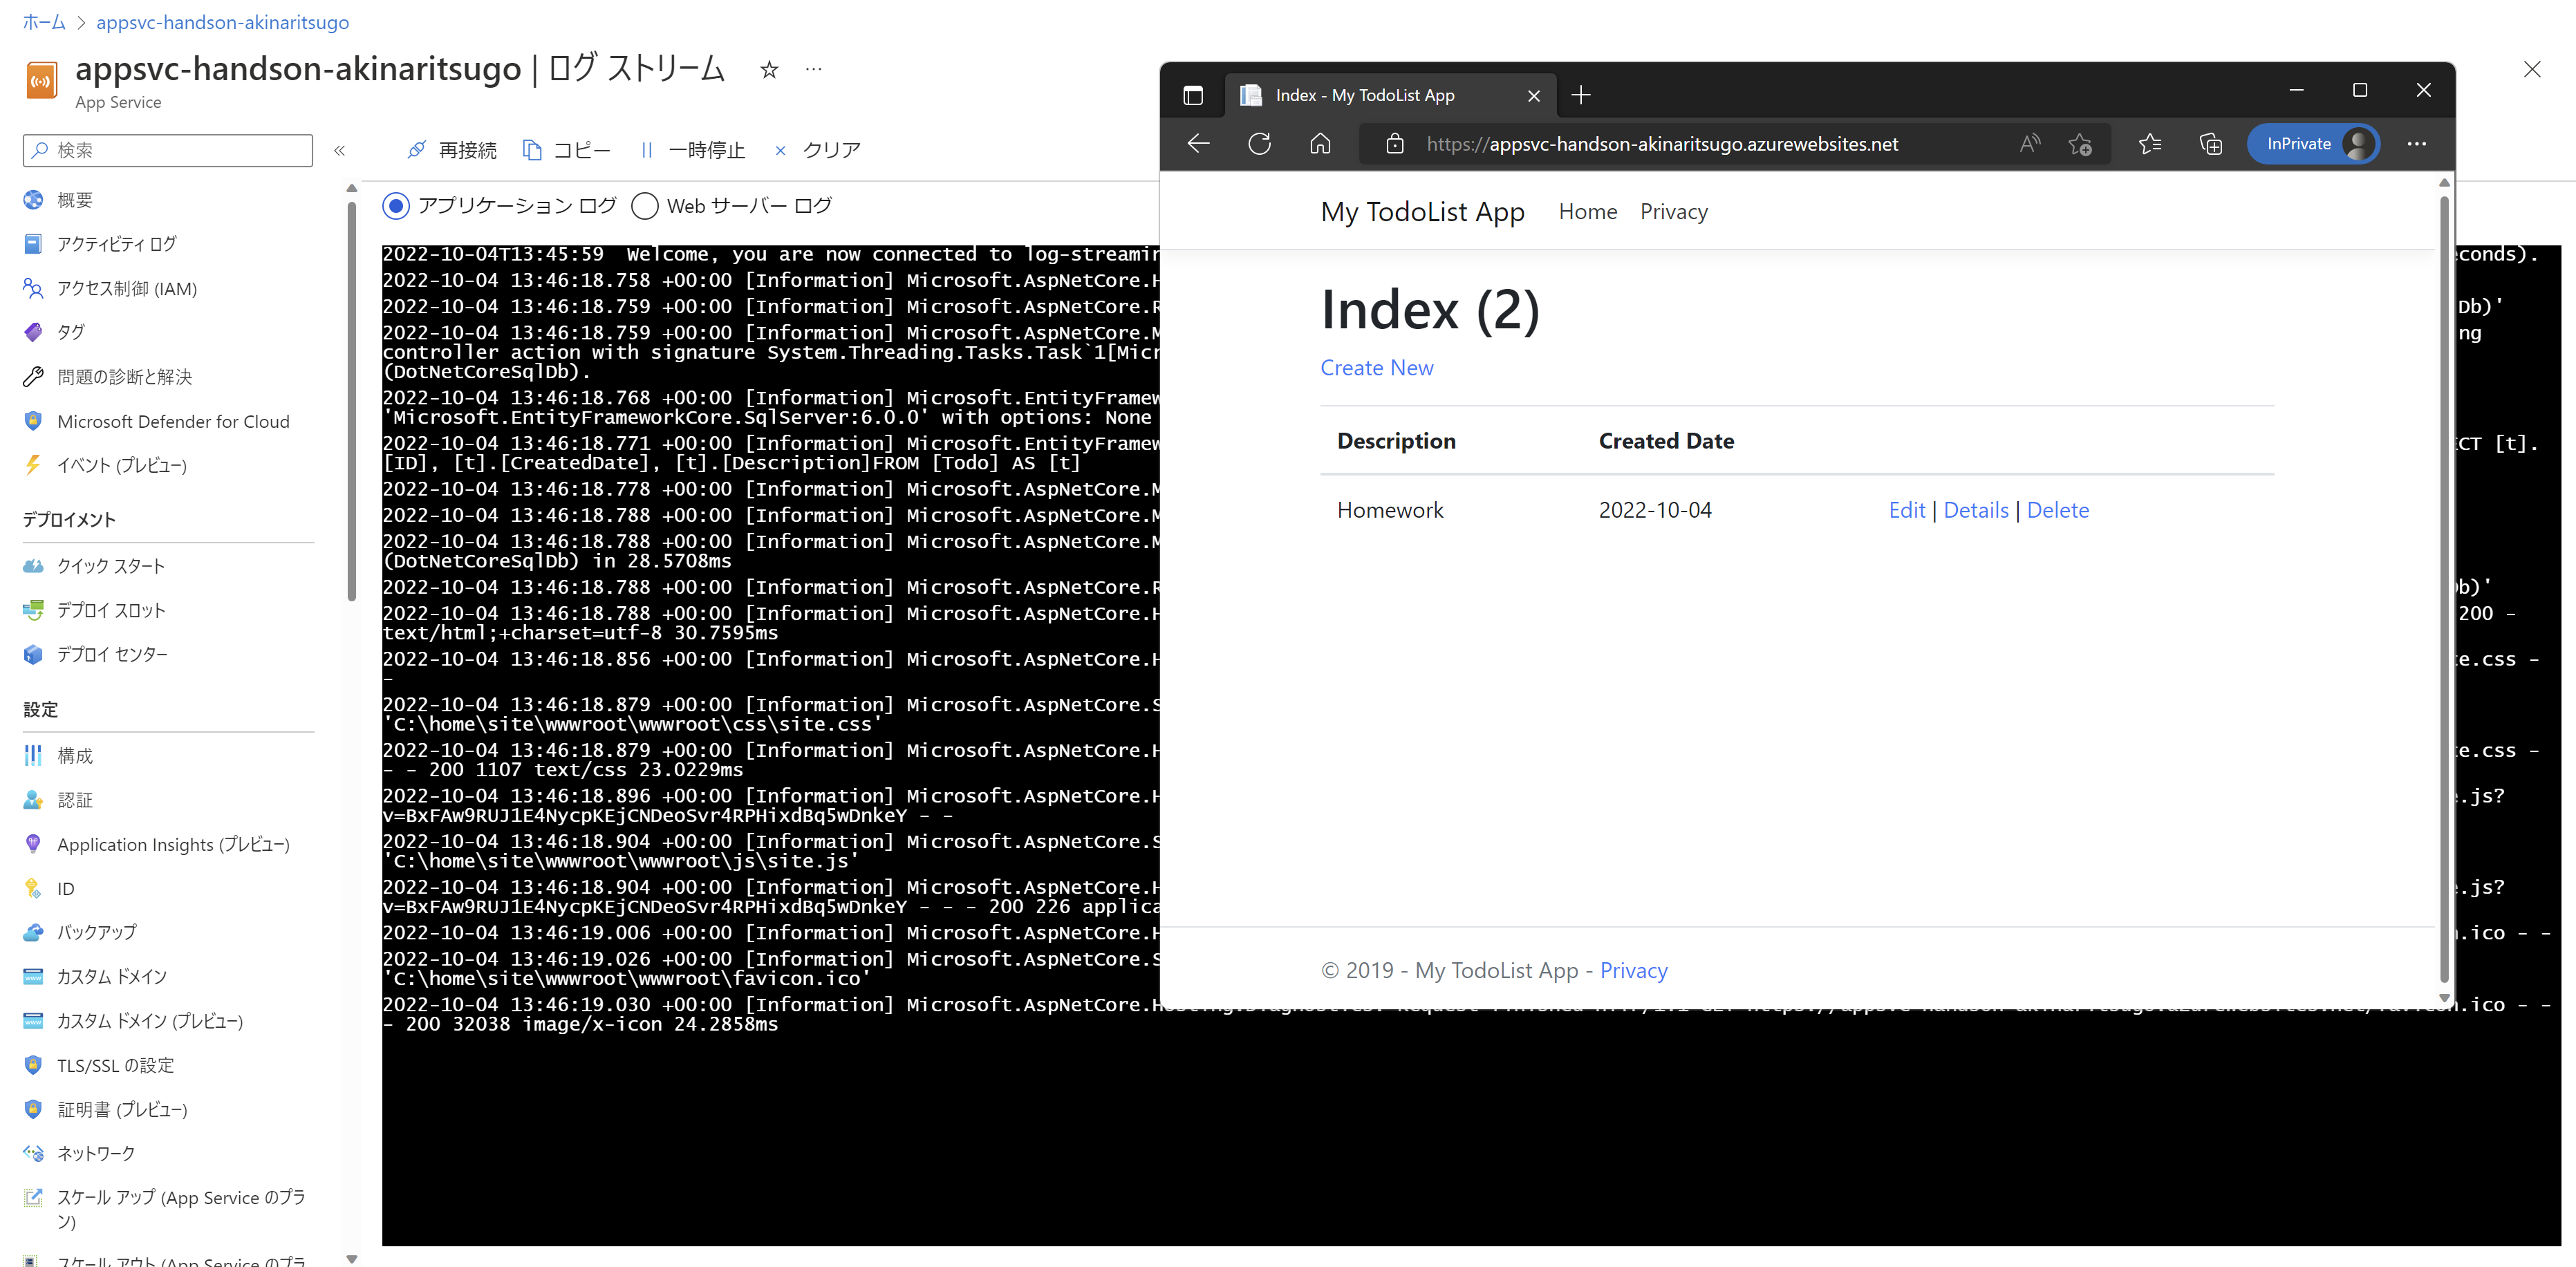 ホーム > appsvc-handson-akinaritsugo
appsvc-handson-akinaritsugo | ログ ストリーム
App Service
検索
概要
アクティビティ ログ
アクセス制御 (IAM)
タグ
問題の診断と解決
Microsoft Defender for Cloud
イベント (プレビュー)
デプロイメント
クイック スタート
デプロイ スロット
デプロイ センター
設定
構成
認証
Application Insights (プレビュー)
ID
バックアップ
カスタム ドメイン
カスタム ドメイン (プレビュー)
TLS/SSL の設定
証明書 (プレビュー)
ネットワーク
スケール アップ (App Service のプラ
ン)
スケール アウト (App Service のプラ
再接続 コピー 一時停止 クリア
アプリケーション ログ Web サーバー ログ
2022-10-04T13:45:59  Welcome, you are now connected to log-streamin
econds).
2022-10-04 13:46:18.758 +00:00 [Information] Microsoft.AspNetCore.H
2022-10-04 13:46:18.759 +00:00 [Information] Microsoft.AspNetCore.R
Db)'
2022-10-04 13:46:18.759 +00:00 [Information] Microsoft.AspNetCore.M
ng
controller action with signature System.Threading.Tasks.Task`1[Micr
(DotNetCoreSqlDb).
2022-10-04 13:46:18.768 +00:00 [Information] Microsoft.EntityFramew
'Microsoft.EntityFrameworkCore.SqlServer:6.0.0' with options: None
2022-10-04 13:46:18.771 +00:00 [Information] Microsoft.EntityFramew
ECT [t].
[ID], [t].[CreatedDate], [t].[Description]FROM [Todo] AS [t]
2022-10-04 13:46:18.778 +00:00 [Information] Microsoft.AspNetCore.M
2022-10-04 13:46:18.788 +00:00 [Information] Microsoft.AspNetCore.M
2022-10-04 13:46:18.788 +00:00 [Information] Microsoft.AspNetCore.M
(DotNetCoreSqlDb) in 28.5708ms
2022-10-04 13:46:18.788 +00:00 [Information] Microsoft.AspNetCore.R
Db)'
2022-10-04 13:46:18.788 +00:00 [Information] Microsoft.AspNetCore.H
200 -
text/html;+charset=utf-8 30.7595ms
2022-10-04 13:46:18.856 +00:00 [Information] Microsoft.AspNetCore.H
te.css -
-
2022-10-04 13:46:18.879 +00:00 [Information] Microsoft.AspNetCore.S
'C:\home\site\wwwroot\wwwroot\css\site.css'
2022-10-04 13:46:18.879 +00:00 [Information] Microsoft.AspNetCore.H
te.css -
- - 200 1107 text/css 23.0229ms
2022-10-04 13:46:18.896 +00:00 [Information] Microsoft.AspNetCore.H
e.js?
v=BxFAw9RUJ1E4NycpKEjCNDeoSvr4RPHixdBq5wDnkeY - -
2022-10-04 13:46:18.904 +00:00 [Information] Microsoft.AspNetCore.S
'C:\home\site\wwwroot\wwwroot\js\site.js'
2022-10-04 13:46:18.904 +00:00 [Information] Microsoft.AspNetCore.H
e.js?
v=BxFAw9RUJ1E4NycpKEjCNDeoSvr4RPHixdBq5wDnkeY - - - 200 226 applica
2022-10-04 13:46:19.006 +00:00 [Information] Microsoft.AspNetCore.H
n.ico - -
2022-10-04 13:46:19.026 +00:00 [Information] Microsoft.AspNetCore.S
'C:\home\site\wwwroot\wwwroot\favicon.ico'
2022-10-04 13:46:19.030 +00:00 [Information] Microsoft.AspNetCore.Hosting.Diagnostics: Request finished HTTP/1.1 GET https://appsvc-handson-akinaritsugo.azurewebsites.net/favicon.ico - -
- 200 32038 image/x-icon 24.2858ms
Index - My TodoList App
https://appsvc-handson-akinaritsugo.azurewebsites.net
InPrivate
My TodoList App Home Privacy
Index (2)
Create New
Description Created Date
Homework 2022-10-04 Edit | Details | Delete
© 2019 - My TodoList App - Privacy